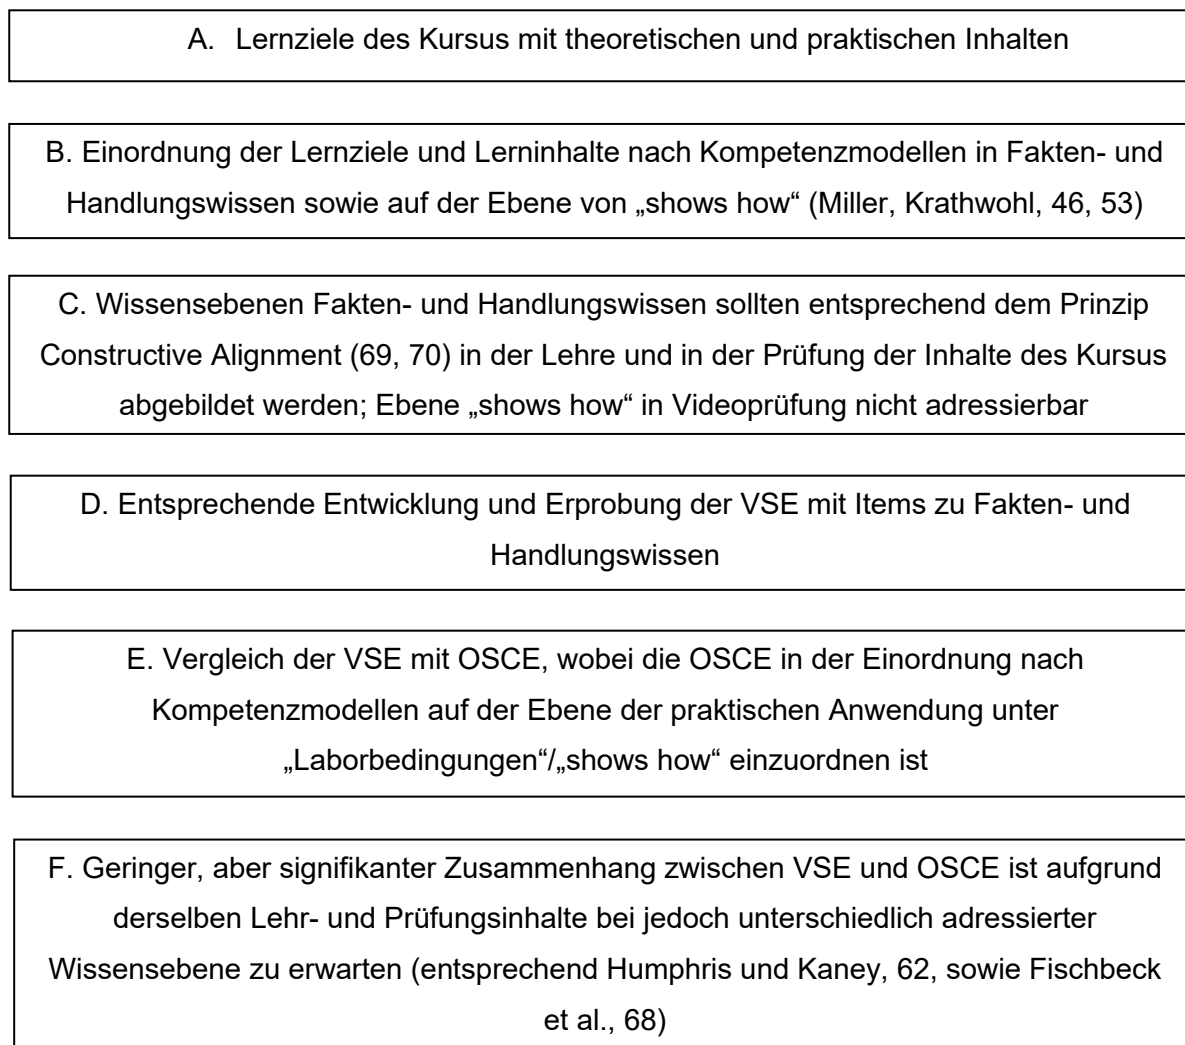 A. Lernziele des Kursus mit theoretischen und praktischen Inhalten
B. Einordnung der Lernziele und Lerninhalte nach Kompetenzmodellen in Fakten- und
Handlungswissen sowie auf der Ebene von „shows how“ (Miller, Krathwohl, 46, 53)
C. Wissensebenen Fakten- und Handlungswissen sollten entsprechend dem Prinzip
Constructive Alignment (69, 70) in der Lehre und in der Prüfung der Inhalte des Kursus
abgebildet werden; Ebene „shows how“ in Videoprüfung nicht adressierbar
D. Entsprechende Entwicklung und Erprobung der VSE mit Items zu Fakten- und
Handlungswissen
E. Vergleich der VSE mit OSCE, wobei die OSCE in der Einordnung nach
Kompetenzmodellen auf der Ebene der praktischen Anwendung unter
„Laborbedingungen“/„shows how“ einzuordnen ist
F. Geringer, aber signifikanter Zusammenhang zwischen VSE und OSCE ist aufgrund
derselben Lehr- und Prüfungsinhalte bei jedoch unterschiedlich adressierter
Wissensebene zu erwarten (entsprechend Humphris und Kaney, 62, sowie Fischbeck
et al., 68)